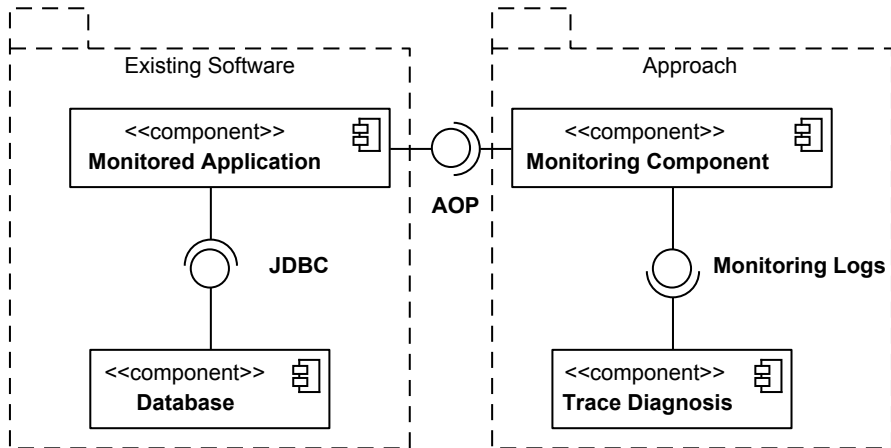 Existing Software
Approach
<<component>>
Monitored Application
<<component>>
Monitoring Component
AOP
JDBC
Monitoring Logs
<<component>>
Database
<<component>>
Trace Diagnosis